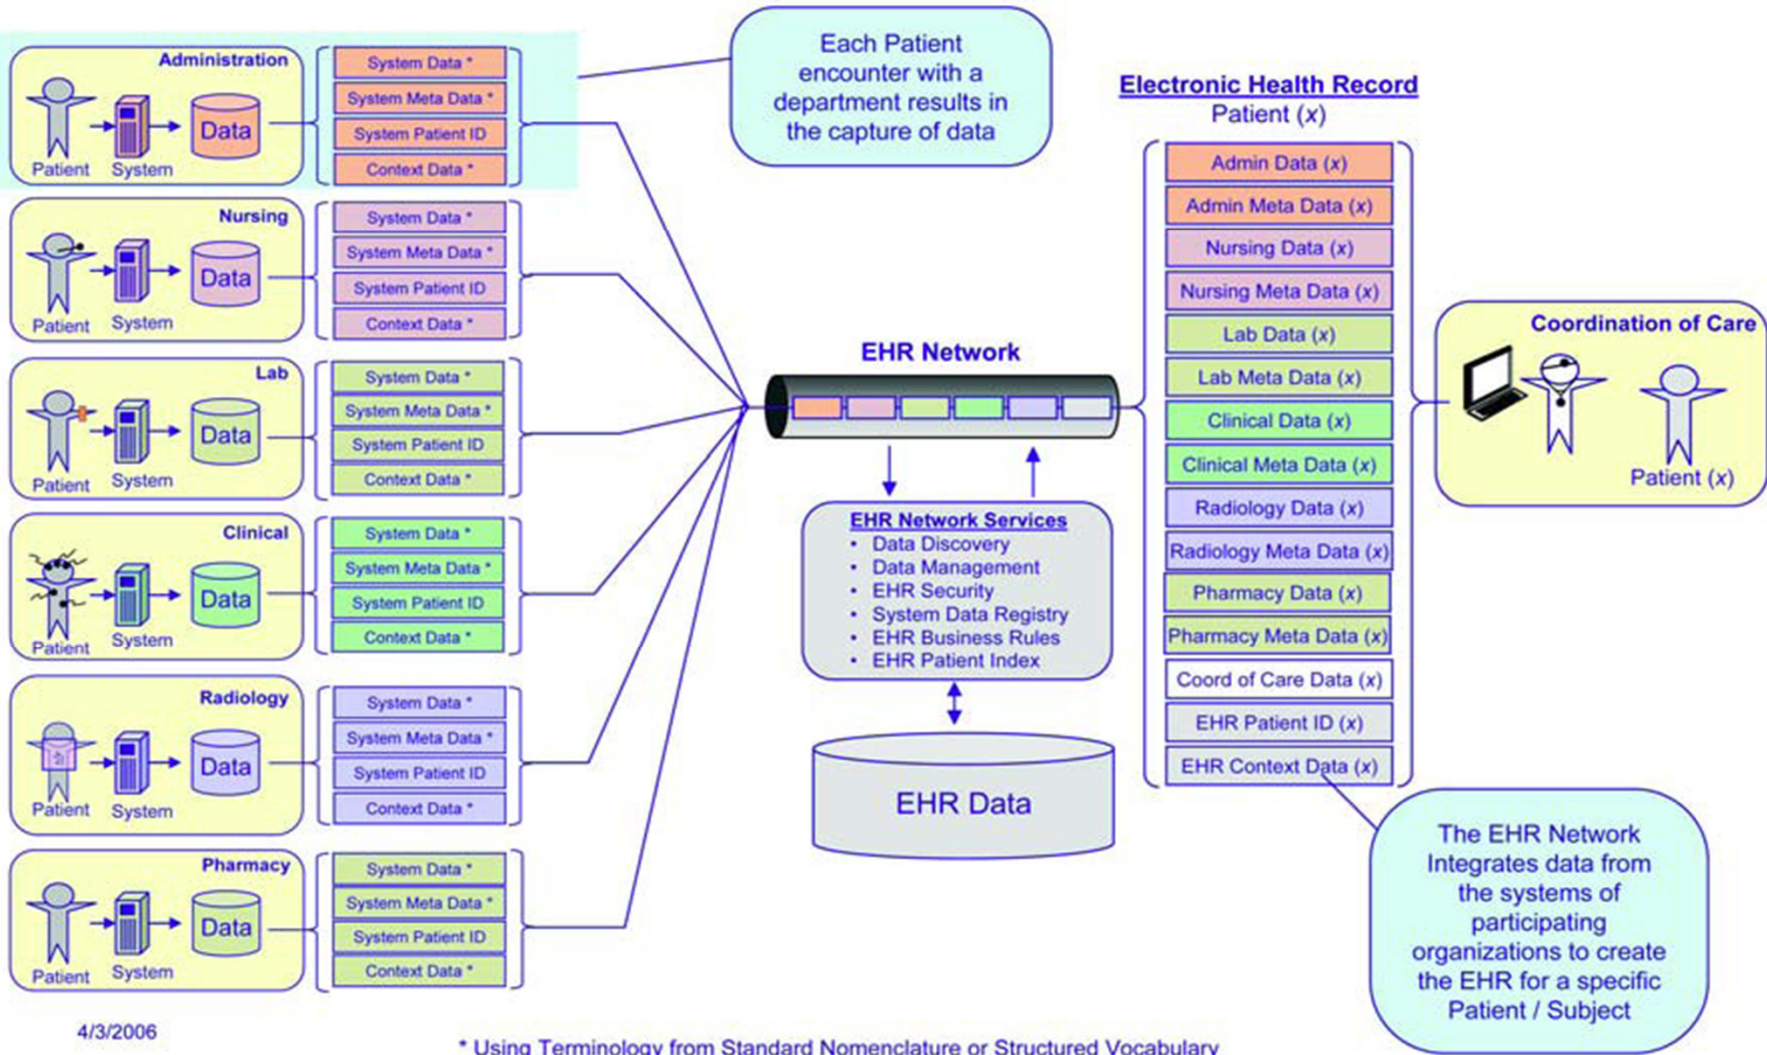 Administration
Patient
System
Data
System Data *
System Meta Data *
System Patient ID
Context Data *
Nursing
Patient
System
Data
System Data *
System Meta Data *
System Patient ID
Context Data *
Lab
Patient
System
Data
System Data *
System Meta Data *
System Patient ID
Context Data *
Clinical
Patient
System
Data
System Data *
System Meta Data *
System Patient ID
Context Data *
Radiology
Patient
System
Data
System Data *
System Meta Data *
System Patient ID
Context Data *
Pharmacy
Patient
System
Data
System Data *
System Meta Data *
System Patient ID
Context Data *
Each Patient
encounter with a
department results in
the capture of data
EHR Network
EHR Network Services
• Data Discovery
• Data Management
• EHR Security
• System Data Registry
• EHR Business Rules
• EHR Patient Index
EHR Data
Electronic Health Record
Patient (x)
Admin Data (x)
Admin Meta Data (x)
Nursing Data (x)
Nursing Meta Data (x)
Lab Data (x)
Lab Meta Data (x)
Clinical Data (x)
Clinical Meta Data (x)
Radiology Data (x)
Radiology Meta Data (x)
Pharmacy Data (x)
Pharmacy Meta Data (x)
Coord of Care Data (x)
EHR Patient ID (x)
EHR Context Data (x)
Coordination of Care
Patient (x)
The EHR Network
Integrates data from
the systems of
participating
organizations to create
the EHR for a specific
Patient / Subject
4/3/2006
* Using Terminology from Standard Nomenclature or Structured Vocabulary